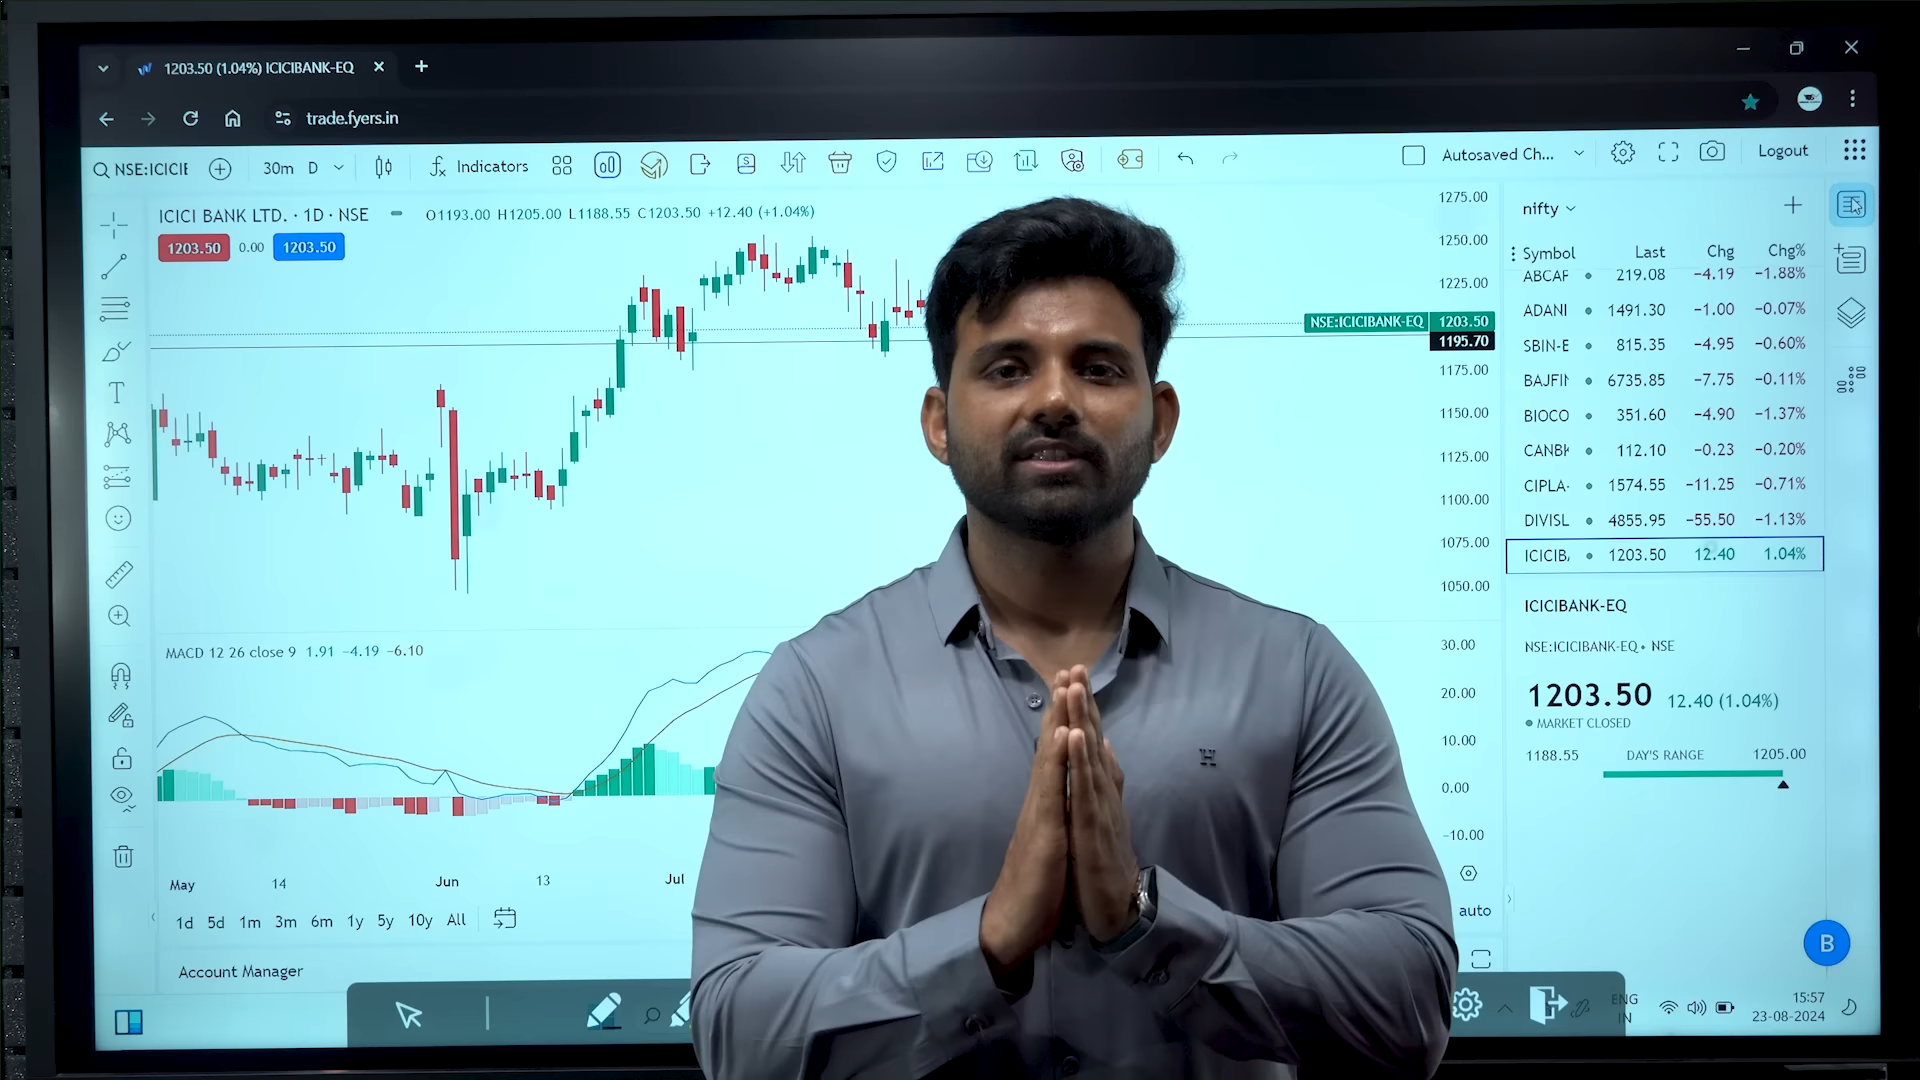 1203.50 (1.04%) ICICIBANK-EQ
trade.fyers.in
NSE:ICICIE 30m D Indicators Autosaved Ch... Logout
ICICI BANK LTD. · 1D · NSE O1193.00 H1205.00 L1188.55 C1203.50 +12.40 (+1.04%)
1203.50 0.00 1203.50
1275.00
1250.00
1225.00
NSE:ICICIBANK-EQ 1203.50
1195.70
1175.00
1150.00
1125.00
1100.00
1075.00
1050.00
MACD 12 26 close 9 1.91 −4.19 −6.10
30.00
20.00
10.00
0.00
−10.00
May 14 Jun 13 Jul
1d 5d 1m 3m 6m 1y 5y 10y All
auto
Account Manager
nifty
Symbol Last Chg Chg%
ABCAF 219.08 −4.19 −1.88%
ADANI 1491.30 −1.00 −0.07%
SBIN-E 815.35 −4.95 −0.60%
BAJFI 6735.85 −7.75 −0.11%
BIOCO 351.60 −4.90 −1.37%
CANB 112.10 −0.23 −0.20%
CIPLA- 1574.55 −11.25 −0.71%
DIVISL 4855.95 −55.50 −1.13%
ICICIB 1203.50 12.40 1.04%
ICICIBANK-EQ
NSE:ICICIBANK-EQ • NSE
1203.50 12.40 (1.04%)
MARKET CLOSED
1188.55 DAY'S RANGE 1205.00
B
H
ENG
IN
15:57
23-08-2024